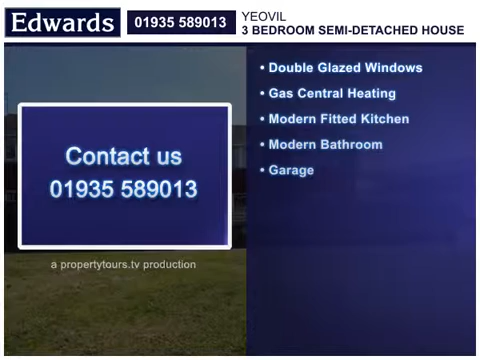 Edwards
01935 589013
YEOVIL
3 BEDROOM SEMI-DETACHED HOUSE
Contact us
01935 589013
a propertytours.tv production
• Double Glazed Windows
• Gas Central Heating
• Modern Fitted Kitchen
• Modern Bathroom
• Garage